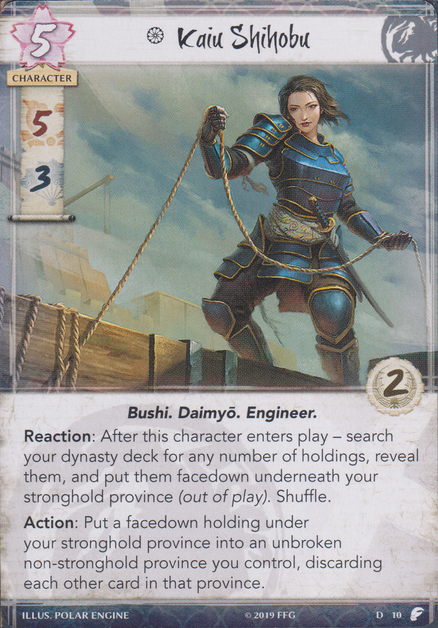 5
Kaiu Shihobu
CHARACTER
5
3
2
Bushi. Daimyō. Engineer.
Reaction: After this character enters play – search
your dynasty deck for any number of holdings, reveal
them, and put them facedown underneath your
stronghold province (out of play). Shuffle.
Action: Put a facedown holding under
your stronghold province into an unbroken
non-stronghold province you control, discarding
each other card in that province.
ILLUS. POLAR ENGINE © 2019 FFG D 10